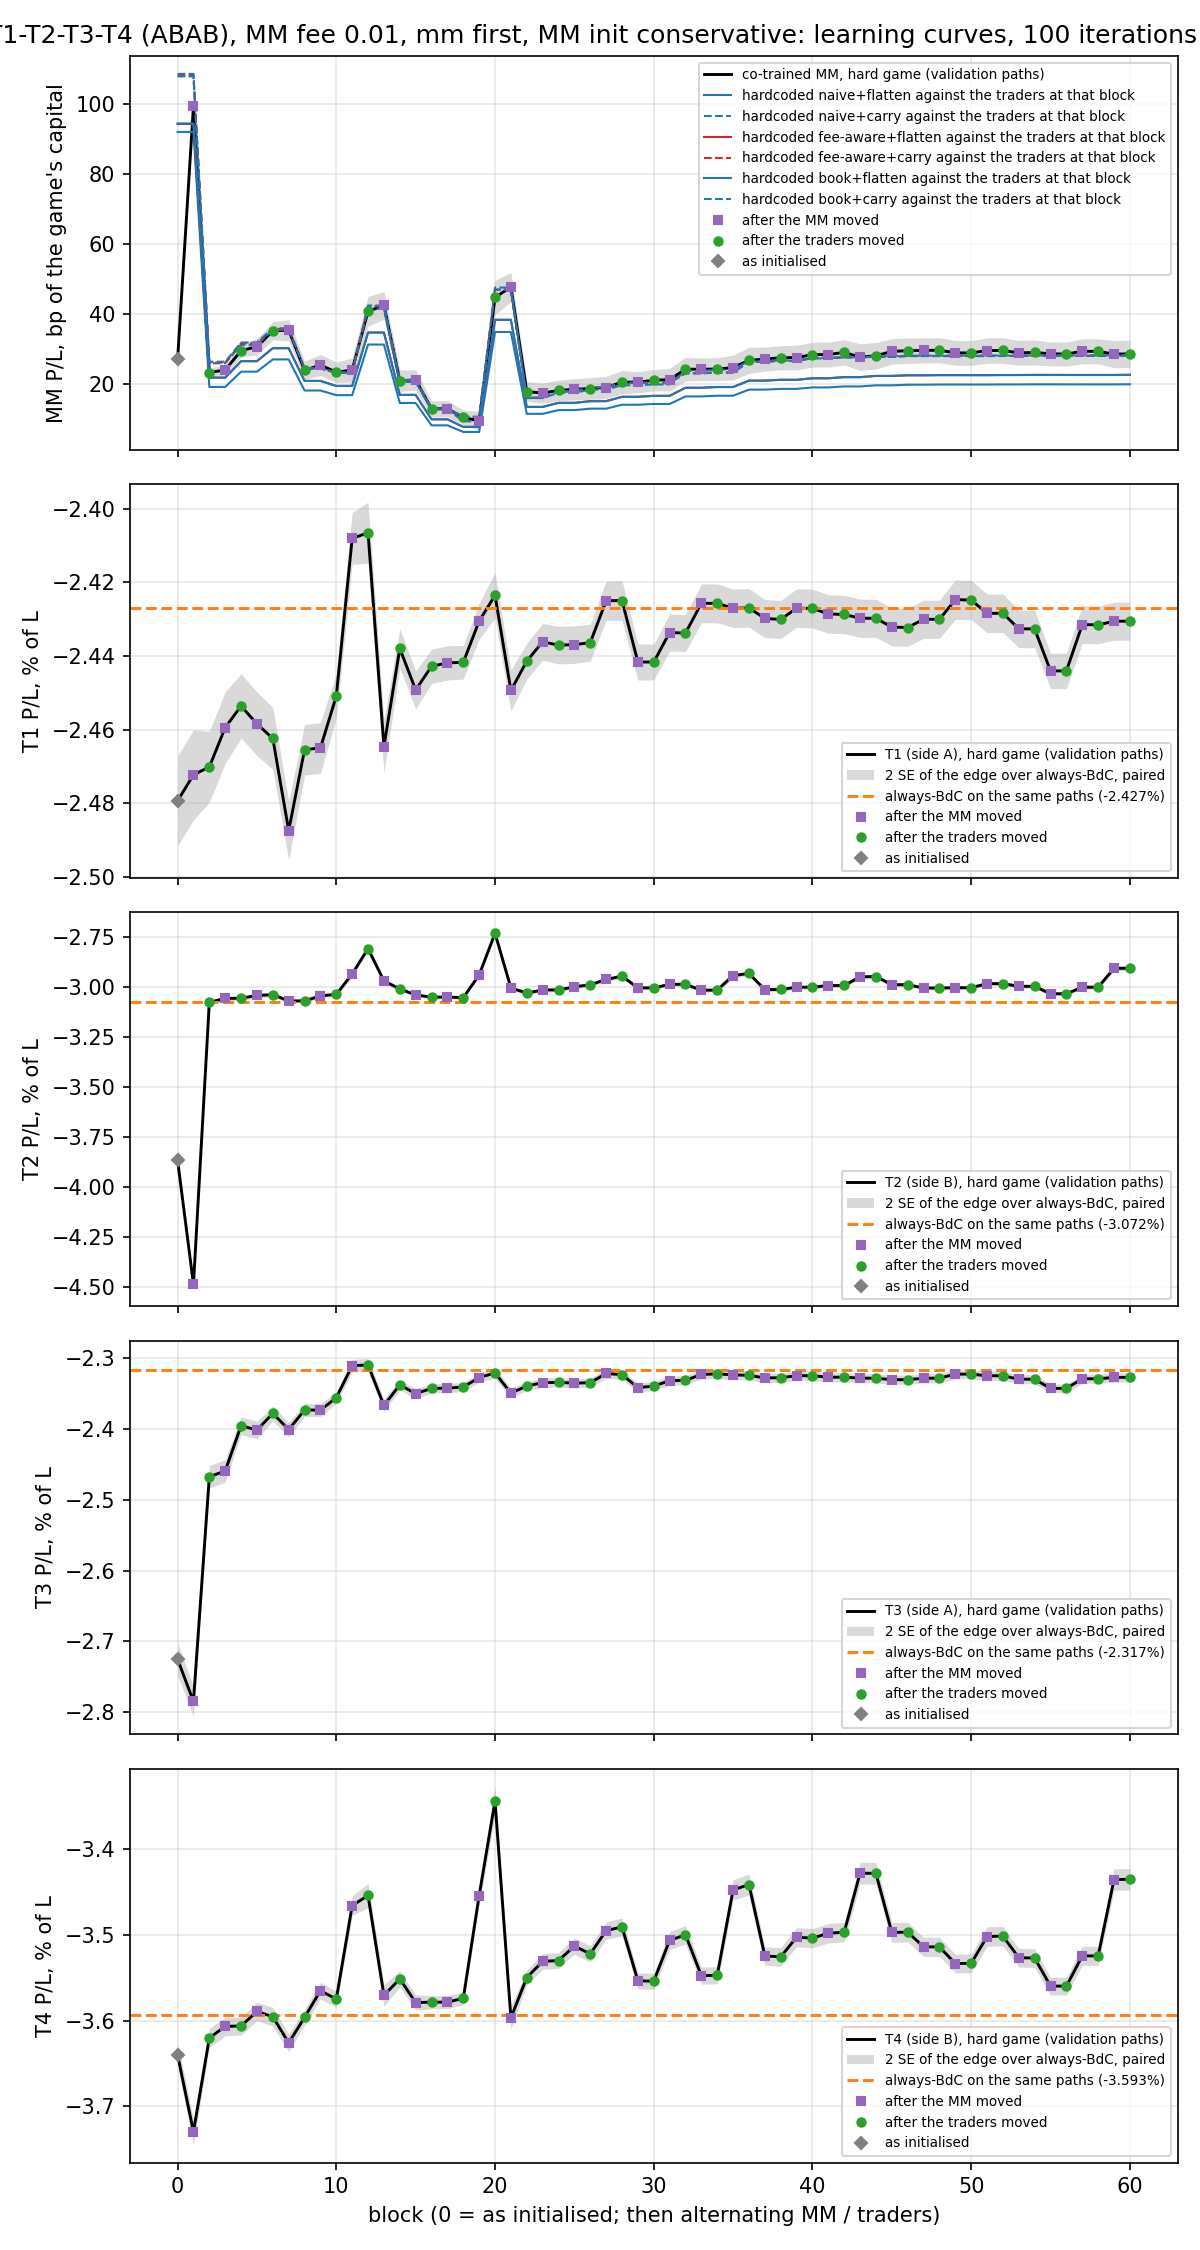 T1-T2-T3-T4 (ABAB), MM fee 0.01, mm first, MM init conservative: learning curves, 100 iterations
MM P/L, bp of the game's capital
100
80
60
40
20
co-trained MM, hard game (validation paths)
hardcoded naive+flatten against the traders at that block
hardcoded naive+carry against the traders at that block
hardcoded fee-aware+flatten against the traders at that block
hardcoded fee-aware+carry against the traders at that block
hardcoded book+flatten against the traders at that block
hardcoded book+carry against the traders at that block
after the MM moved
after the traders moved
as initialised
T1 P/L, % of L
−2.40
−2.42
−2.44
−2.46
−2.48
−2.50
T1 (side A), hard game (validation paths)
2 SE of the edge over always-BdC, paired
always-BdC on the same paths (-2.427%)
after the MM moved
after the traders moved
as initialised
T2 P/L, % of L
−2.75
−3.00
−3.25
−3.50
−3.75
−4.00
−4.25
−4.50
T2 (side B), hard game (validation paths)
2 SE of the edge over always-BdC, paired
always-BdC on the same paths (-3.072%)
after the MM moved
after the traders moved
as initialised
T3 P/L, % of L
−2.3
−2.4
−2.5
−2.6
−2.7
−2.8
T3 (side A), hard game (validation paths)
2 SE of the edge over always-BdC, paired
always-BdC on the same paths (-2.317%)
after the MM moved
after the traders moved
as initialised
T4 P/L, % of L
−3.4
−3.5
−3.6
−3.7
T4 (side B), hard game (validation paths)
2 SE of the edge over always-BdC, paired
always-BdC on the same paths (-3.593%)
after the MM moved
after the traders moved
as initialised
0 10 20 30 40 50 60
block (0 = as initialised; then alternating MM / traders)